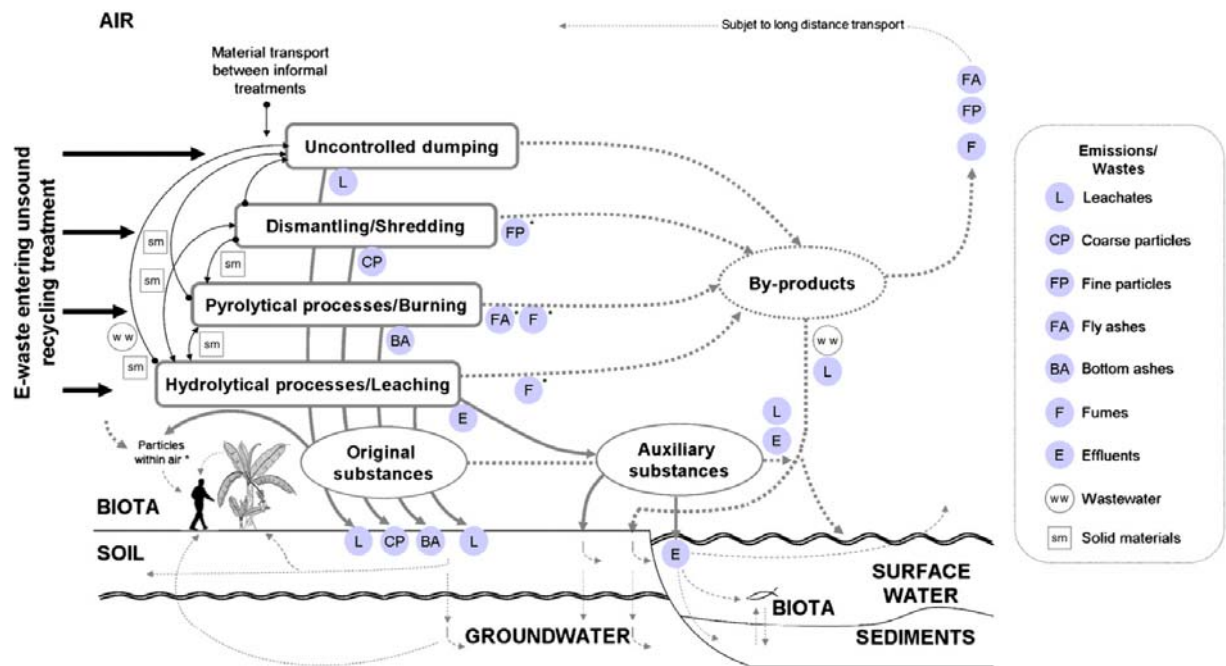 AIR
Subjet to long distance transport
Material transport
between informal
treatments
FA
FP
F
E-waste entering unsound
recycling treatment
Uncontrolled dumping
L
Dismantling/Shredding
FP*
CP
sm
sm
sm
Pyrolytical processes/Burning
FA* F*
BA
sm
w w
sm
Hydrolytical processes/Leaching
F*
E
By-products
w w
L
L
E
Particles
within air *
Original
substances
Auxiliary
substances
BIOTA
SOIL
L
CP
BA
L
E
SURFACE
WATER
BIOTA
GROUNDWATER
SEDIMENTS
Emissions/
Wastes
L Leachates
CP Coarse particles
FP Fine particles
FA Fly ashes
BA Bottom ashes
F Fumes
E Effluents
w w Wastewater
sm Solid materials